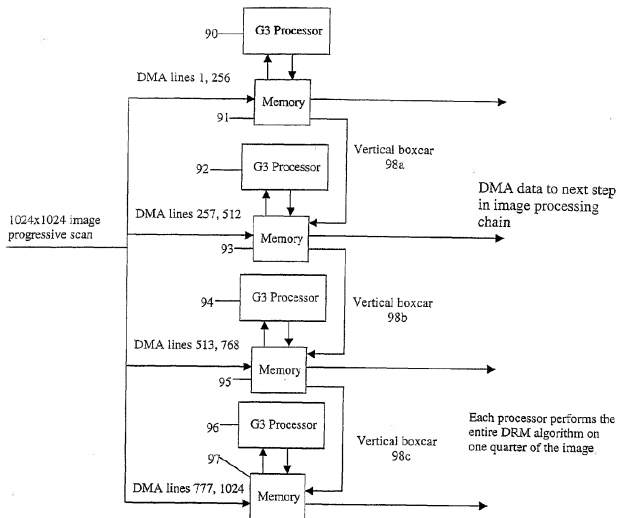 90
G3 Processor
DMA lines 1, 256
Memory
91
Vertical boxcar
98a
92
G3 Processor
DMA data to next step
in image processing
chain
1024x1024 image
progressive scan
DMA lines 257, 512
Memory
93
94
G3 Processor
Vertical boxcar
98b
DMA lines 513, 768
Memory
95
96
G3 Processor
Each processor performs the
entire DRM algorithm on
one quarter of the image
Vertical boxcar
98c
97
DMA lines 777, 1024
Memory